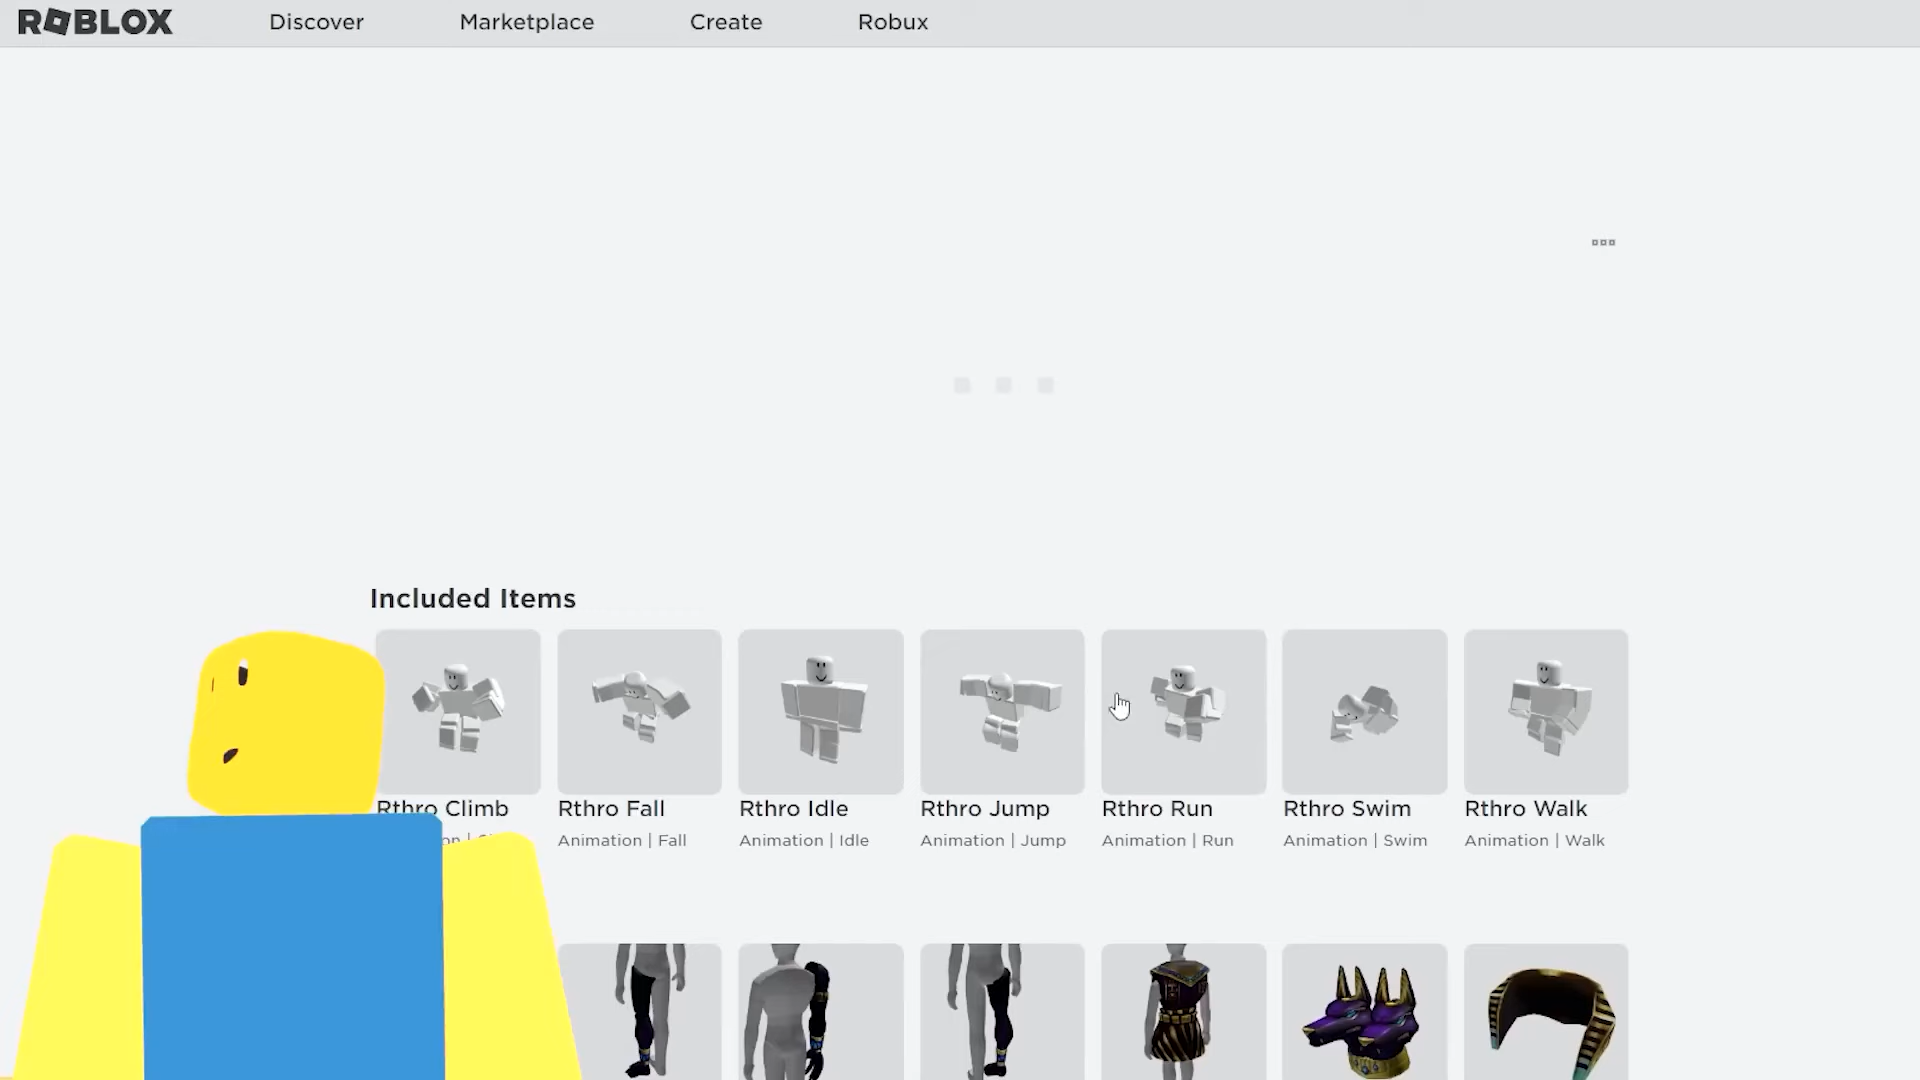 ROBLOX Discover Marketplace Create Robux
Included Items
Rthro Climb Rthro Fall Rthro Idle Rthro Jump Rthro Run Rthro Swim Rthro Walk
Animation | Fall Animation | Idle Animation | Jump Animation | Run Animation | Swim Animation | Walk